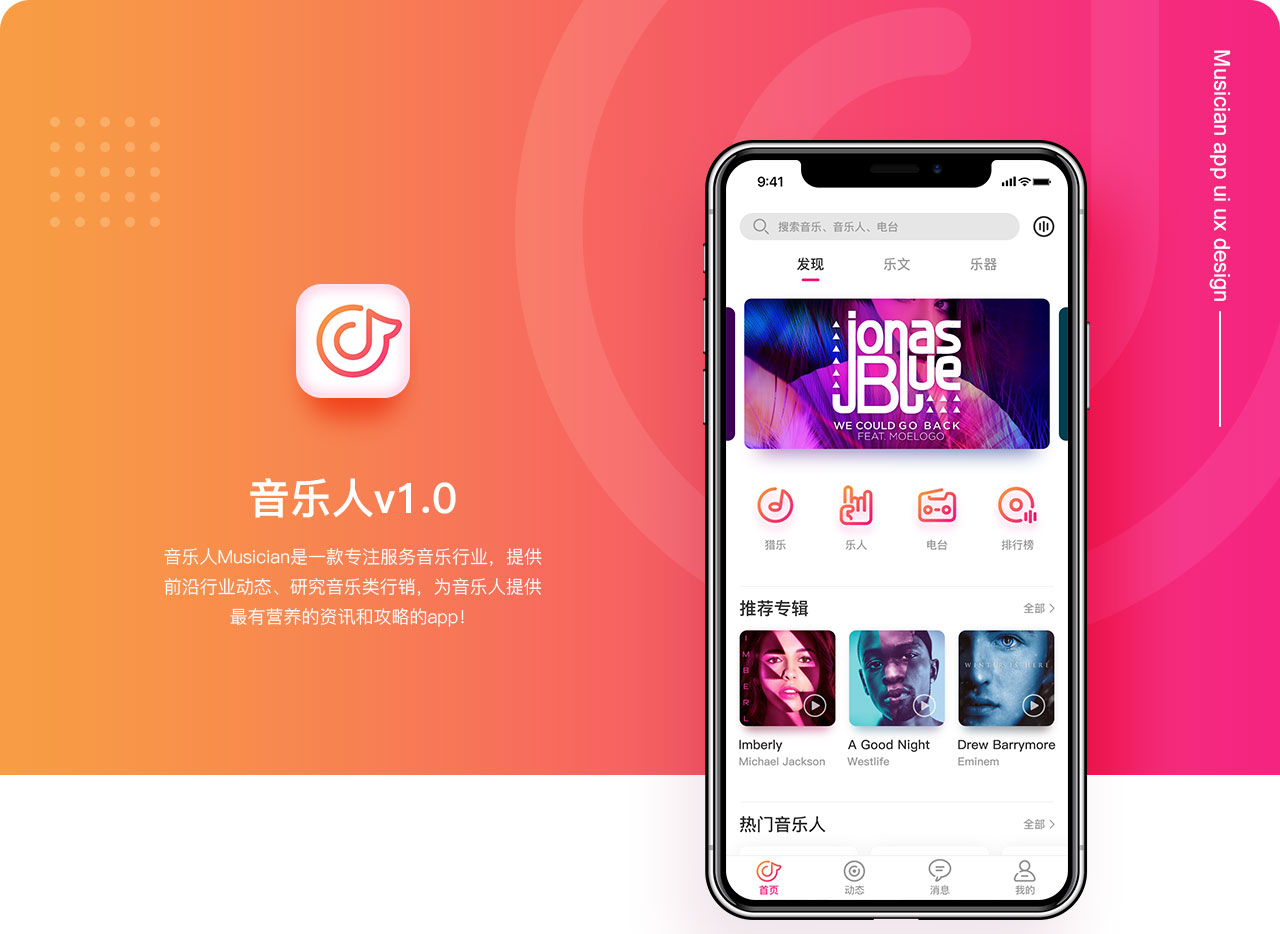 Musician app ui ux design
音乐人v1.0
音乐人Musician是一款专注服务音乐行业，提供
前沿行业动态、研究音乐类行销，为音乐人提供
最有营养的资讯和攻略的app!
9:41
搜索音乐、音乐人、电台
发现 乐文 乐器
jonas
Blue
WE COULD GO BACK
FEAT. MOELOGO
猎乐 乐人 电台 排行榜
推荐专辑 全部
IMBERL
WINTER IS HERE
Imberly A Good Night Drew Barrymore
Michael Jackson Westlife Eminem
热门音乐人 全部
首页 动态 消息 我的